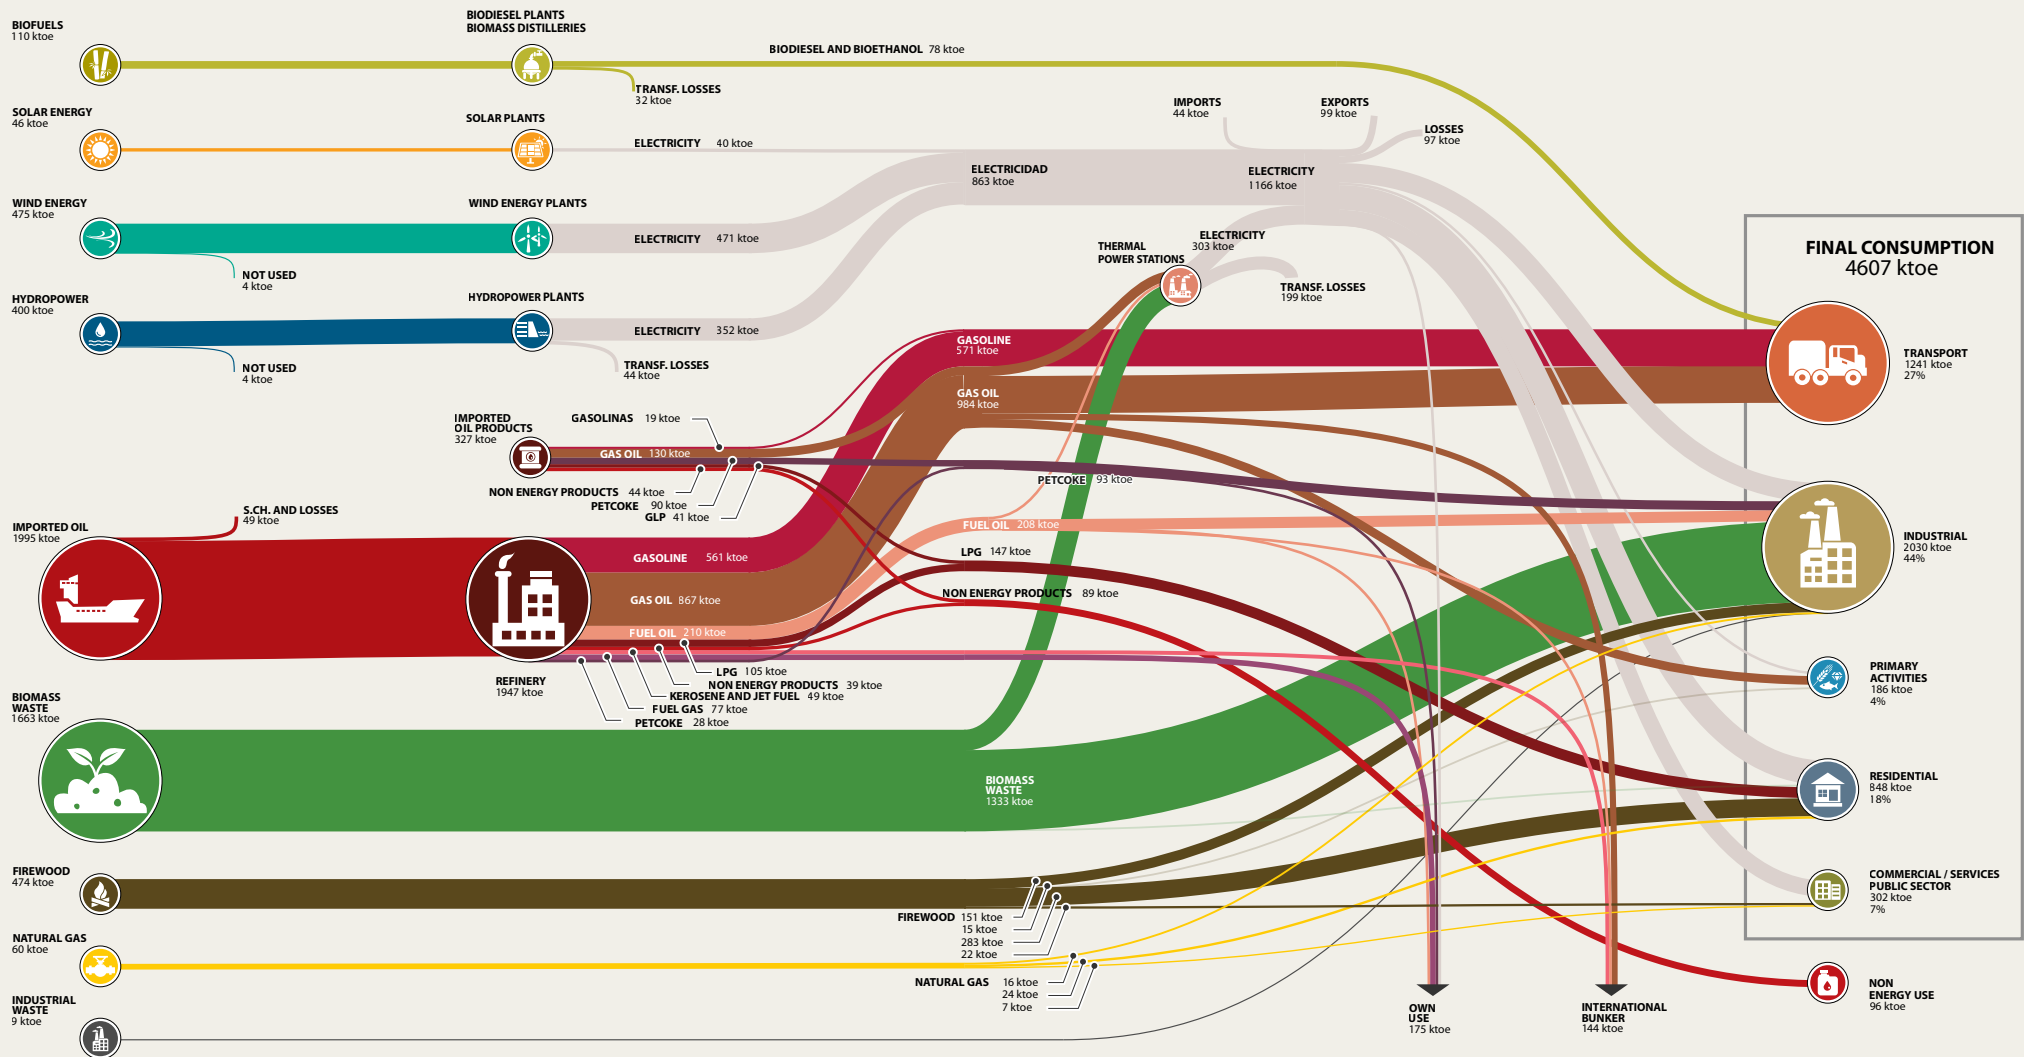 BIOFUELS
110 ktoe
BIODIESEL PLANTS
BIOMASS DISTILLERIES
BIODIESEL AND BIOETHANOL 78 ktoe
TRANSF. LOSSES
32 ktoe
SOLAR ENERGY
46 ktoe
SOLAR PLANTS
ELECTRICITY 40 ktoe
IMPORTS
44 ktoe
EXPORTS
99 ktoe
LOSSES
97 ktoe
ELECTRICIDAD
863 ktoe
ELECTRICITY
1166 ktoe
WIND ENERGY
475 ktoe
WIND ENERGY PLANTS
ELECTRICITY 471 ktoe
NOT USED
4 ktoe
HYDROPOWER
400 ktoe
HYDROPOWER PLANTS
ELECTRICITY 352 ktoe
NOT USED
4 ktoe
TRANSF. LOSSES
44 ktoe
THERMAL
POWER STATIONS
ELECTRICITY
303 ktoe
TRANSF. LOSSES
199 ktoe
FINAL CONSUMPTION
4607 ktoe
GASOLINE
571 ktoe
GAS OIL
984 ktoe
TRANSPORT
1241 ktoe
27%
IMPORTED
OIL PRODUCTS
327 ktoe
GASOLINAS 19 ktoe
GAS OIL 130 ktoe
NON ENERGY PRODUCTS 44 ktoe
PETCOKE 90 ktoe
GLP 41 ktoe
PETCOKE 93 ktoe
FUEL OIL 208 ktoe
LPG 147 ktoe
NON ENERGY PRODUCTS 89 ktoe
INDUSTRIAL
2030 ktoe
44%
IMPORTED OIL
1995 ktoe
S.CH. AND LOSSES
49 ktoe
GASOLINE 561 ktoe
GAS OIL 867 ktoe
FUEL OIL 210 ktoe
LPG 105 ktoe
NON ENERGY PRODUCTS 39 ktoe
KEROSENE AND JET FUEL 49 ktoe
FUEL GAS 77 ktoe
PETCOKE 28 ktoe
REFINERY
1947 ktoe
PRIMARY
ACTIVITIES
186 ktoe
4%
BIOMASS
WASTE
1663 ktoe
BIOMASS
WASTE
1333 ktoe
RESIDENTIAL
848 ktoe
18%
FIREWOOD
474 ktoe
FIREWOOD 151 ktoe
15 ktoe
283 ktoe
22 ktoe
COMMERCIAL / SERVICES
PUBLIC SECTOR
302 ktoe
7%
NATURAL GAS
60 ktoe
NATURAL GAS 16 ktoe
24 ktoe
7 ktoe
INDUSTRIAL
WASTE
9 ktoe
OWN
USE
175 ktoe
INTERNATIONAL
BUNKER
144 ktoe
NON
ENERGY USE
96 ktoe